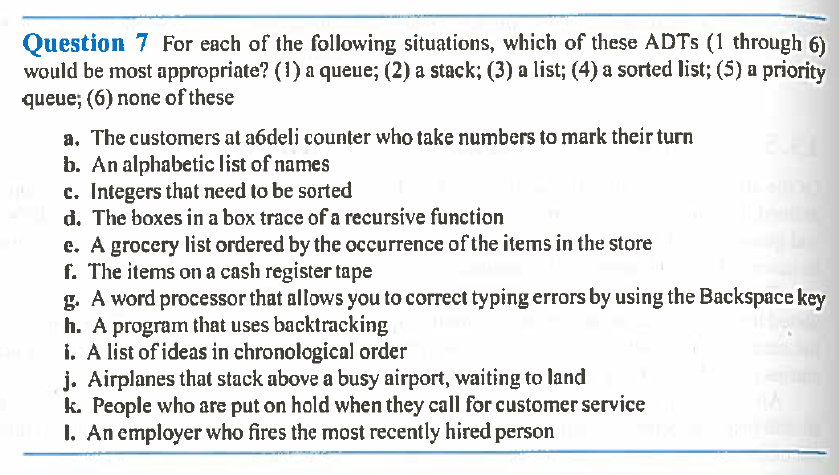 Question 7 For each of the following situations, which of these ADTs (1 through 6)
would be most appropriate? (1) a queue; (2) a stack; (3) a list; (4) a sorted list; (5) a priority
queue; (6) none of these
a. The customers at a6deli counter who take numbers to mark their turn
b. An alphabetic list of names
c. Integers that need to be sorted
d. The boxes in a box trace of a recursive function
e. A grocery list ordered by the occurrence of the items in the store
f. The items on a cash register tape
g. A word processor that allows you to correct typing errors by using the Backspace key
h. A program that uses backtracking
i. A list of ideas in chronological order
j. Airplanes that stack above a busy airport, waiting to land
k. People who are put on hold when they call for customer service
l. An employer who fires the most recently hired person